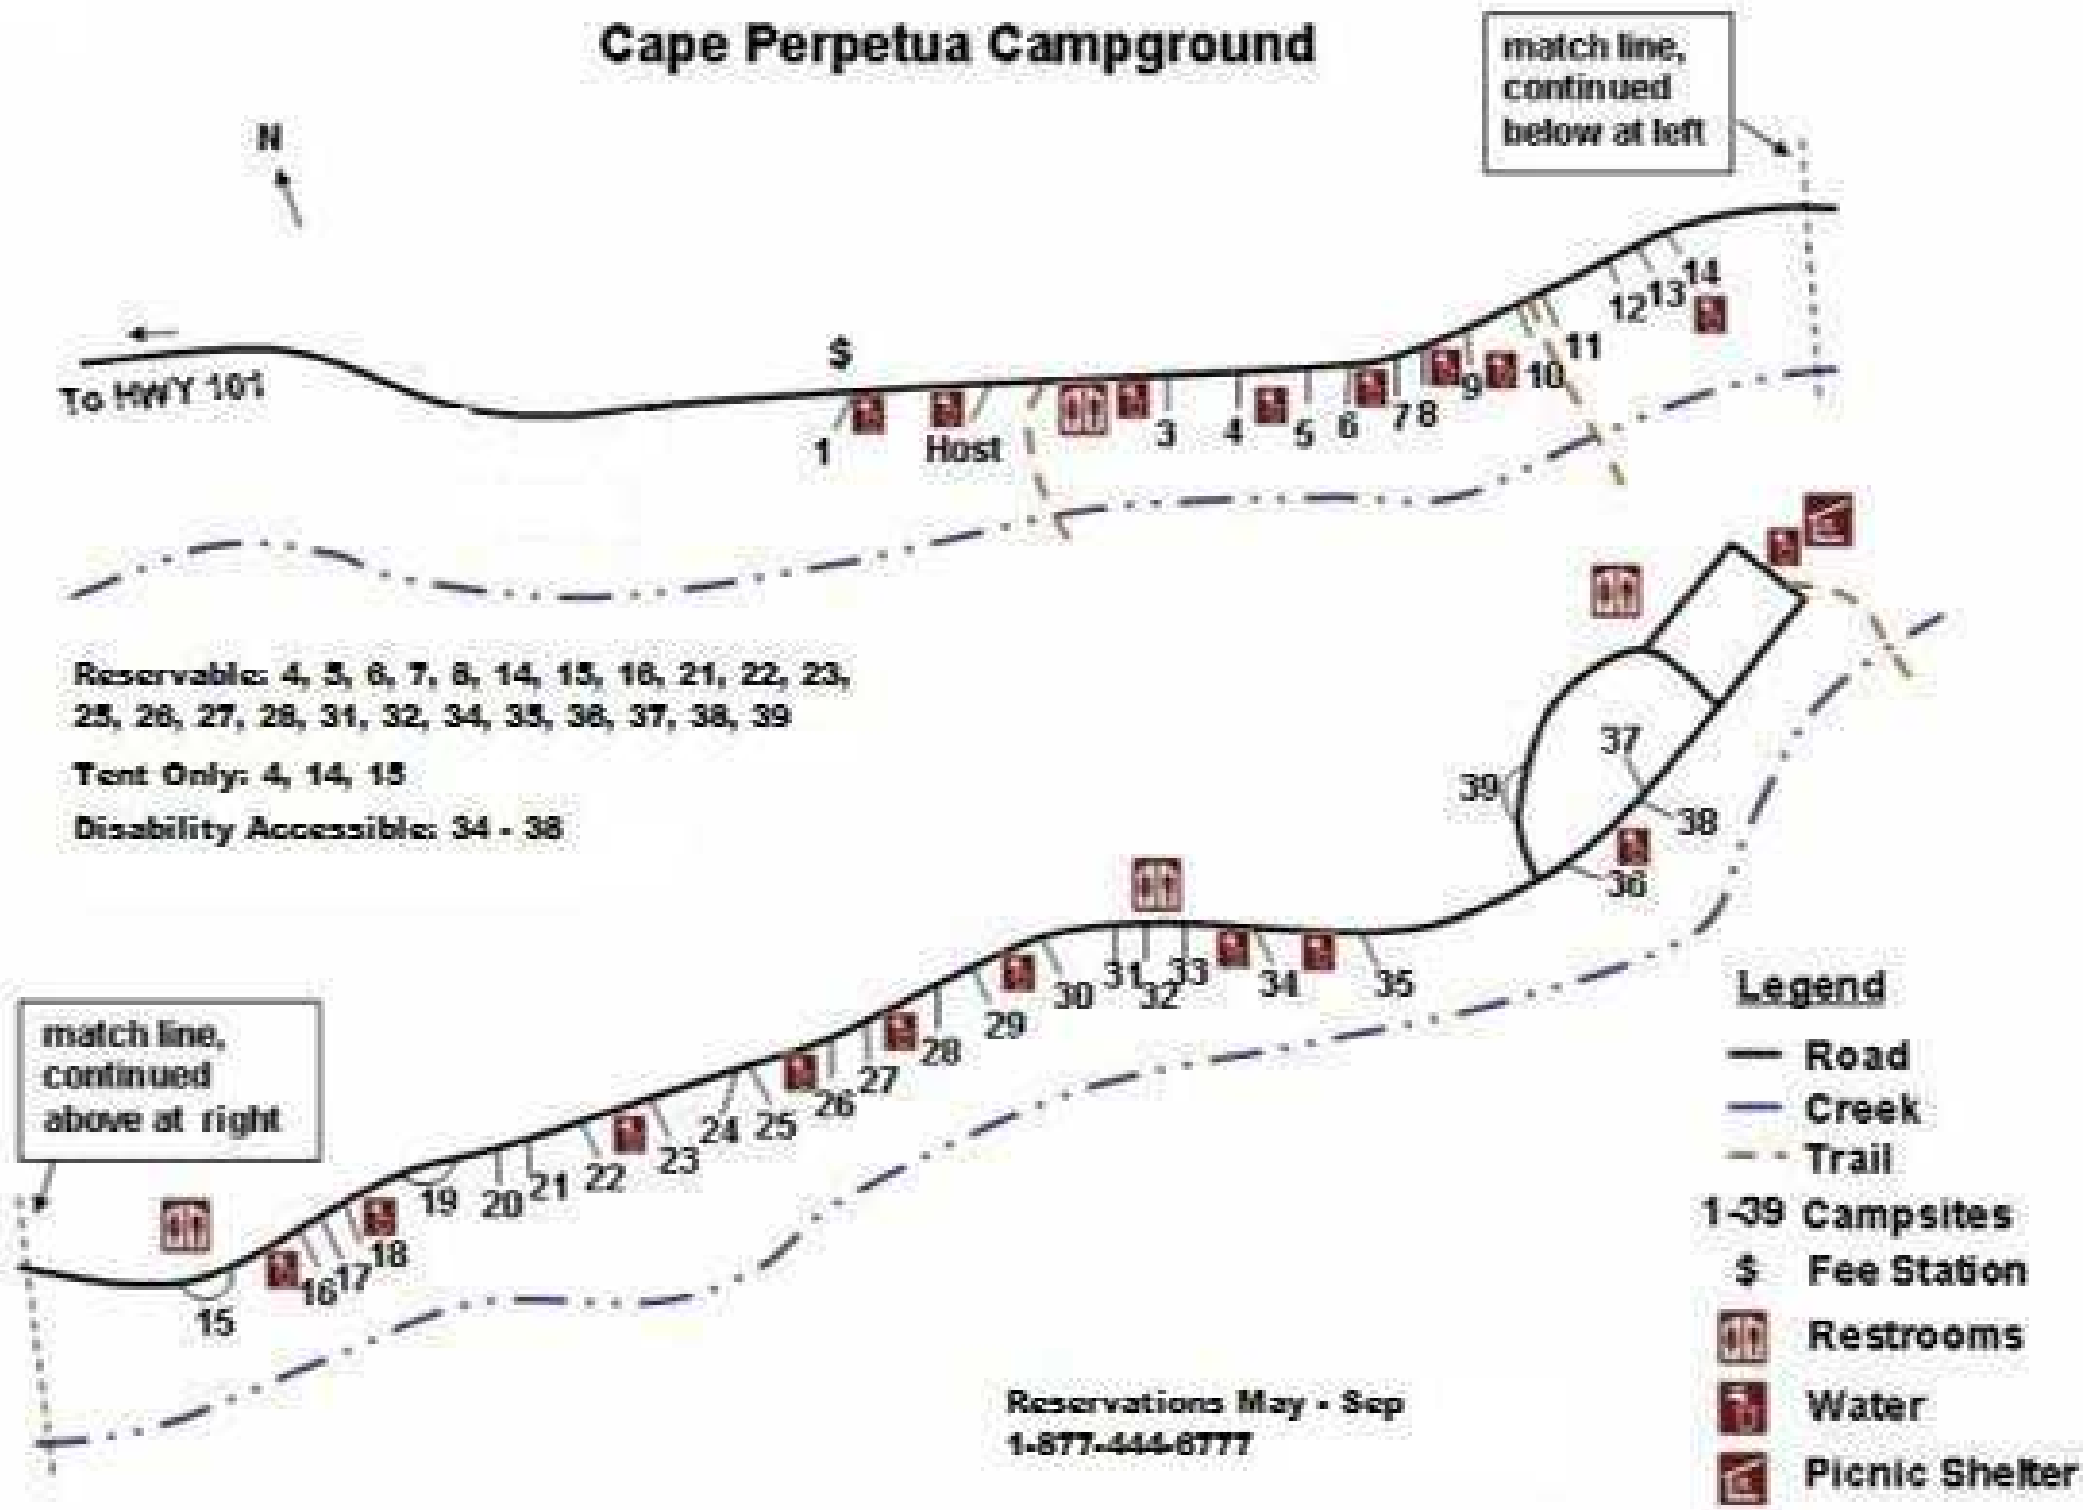 Cape Perpetua Campground
match line,
continued
below at left
N
To HWY 101
$
1
Host
3
4
5
6
7
8
9
10
11
12
13
14
Reservable: 4, 5, 6, 7, 8, 14, 15, 16, 21, 22, 23,
25, 26, 27, 28, 31, 32, 34, 35, 36, 37, 38, 39
Tent Only: 4, 14, 15
Disability Accessible: 34 - 38
37
39
38
36
match line,
continued
above at right
15
16
17
18
19
20
21
22
23
24
25
26
27
28
29
30
31
32
33
34
35
Legend
Road
Creek
Trail
1-39 Campsites
$ Fee Station
Restrooms
Water
Picnic Shelter
Reservations May - Sep
1-877-444-6777